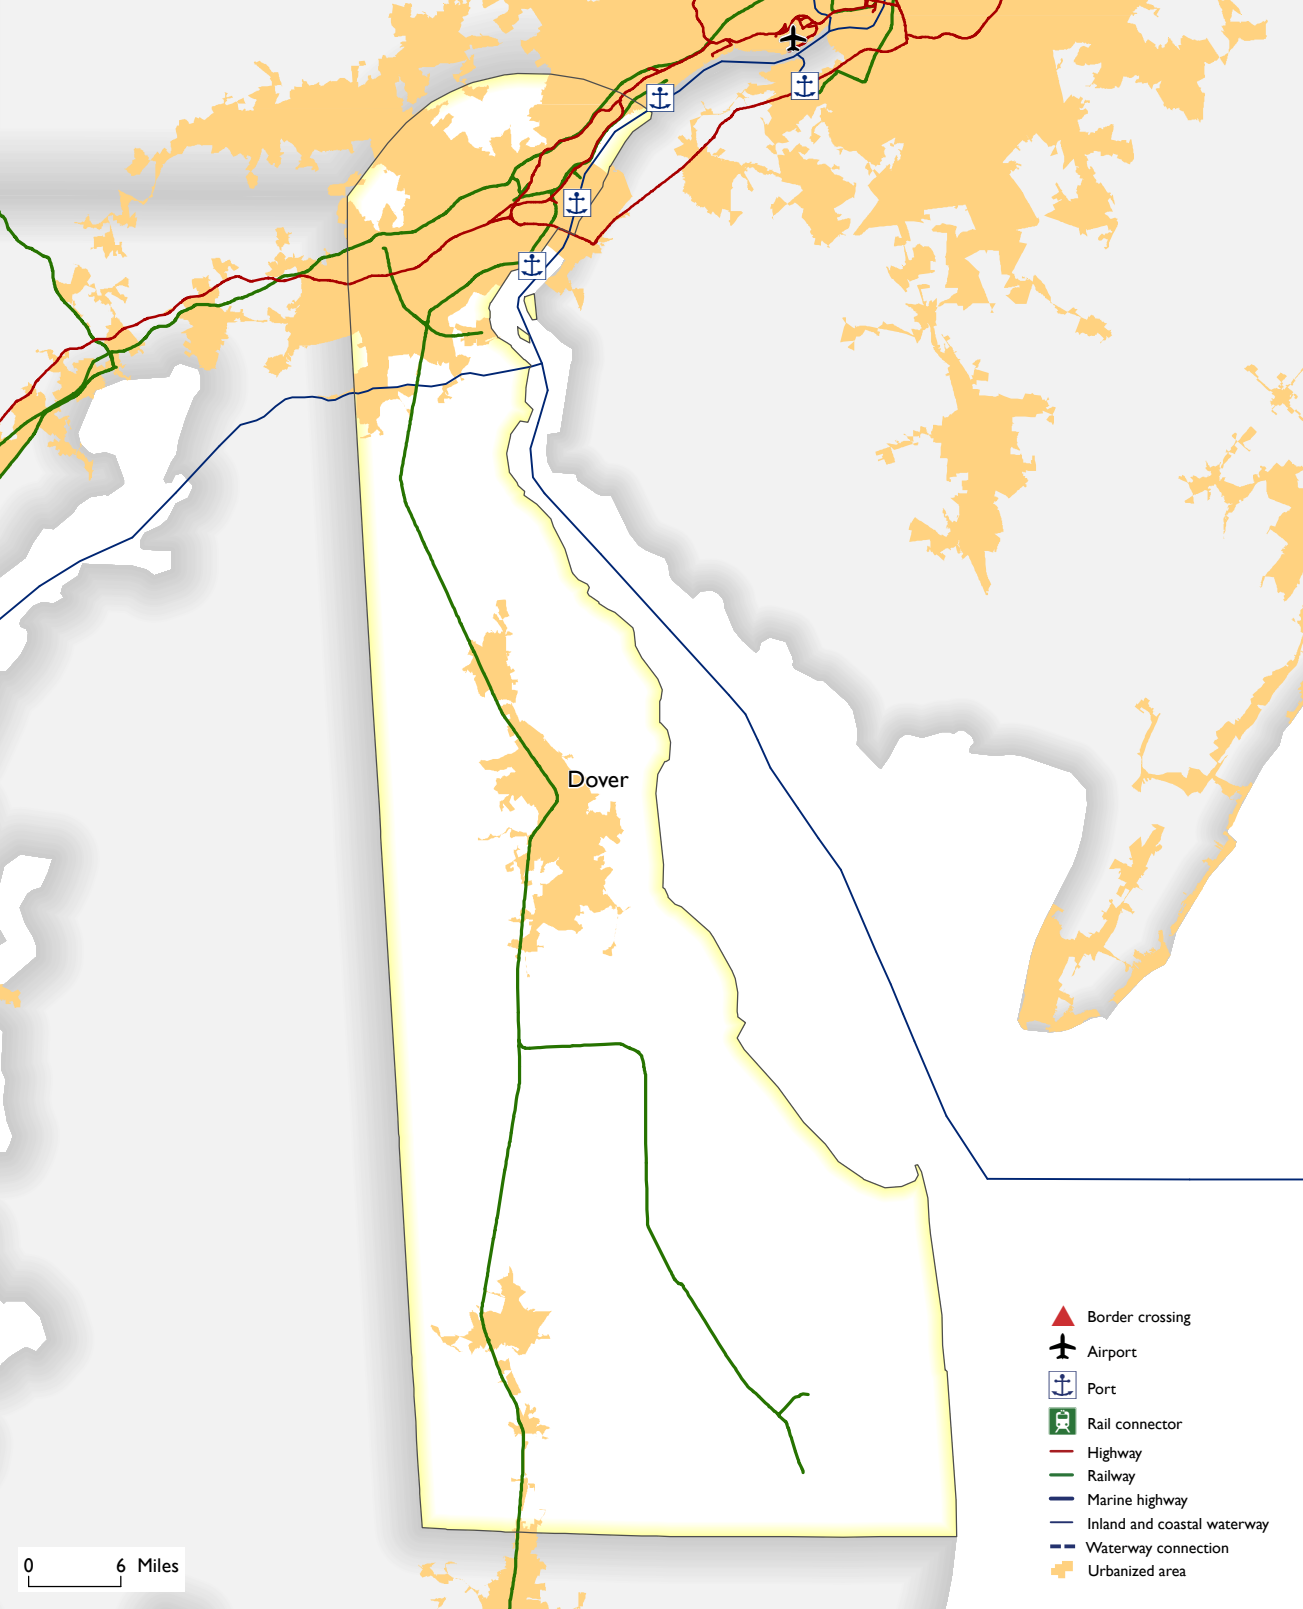 Dover
Border crossing
Airport
Port
Rail connector
Highway
Railway
Marine highway
Inland and coastal waterway
Waterway connection
Urbanized area
0 6 Miles